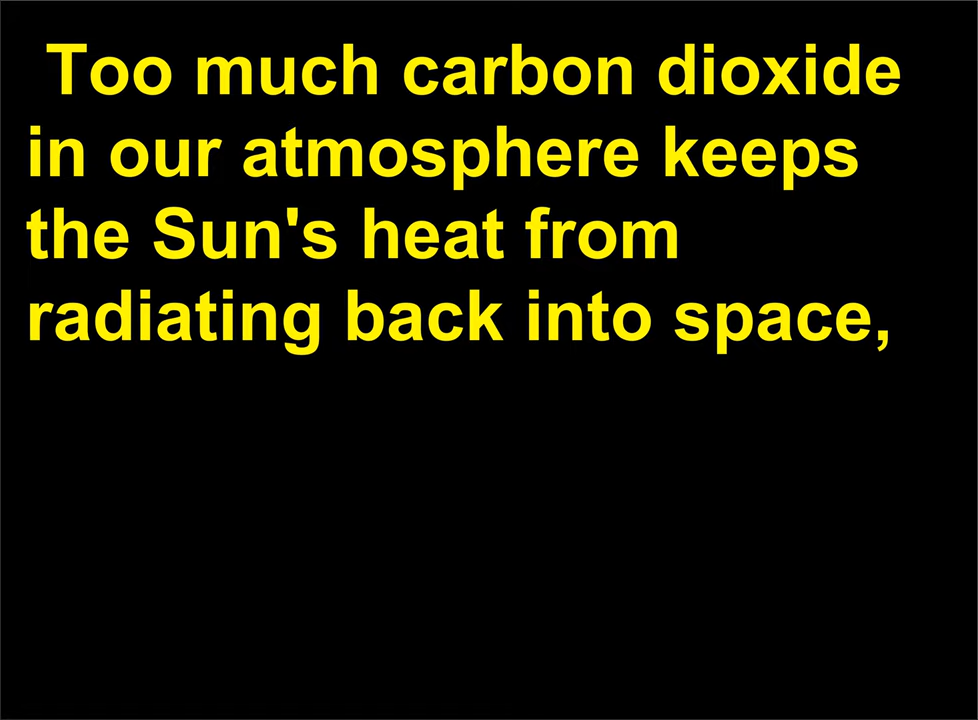 Too much carbon dioxide
in our atmosphere keeps
the Sun's heat from
radiating back into space,